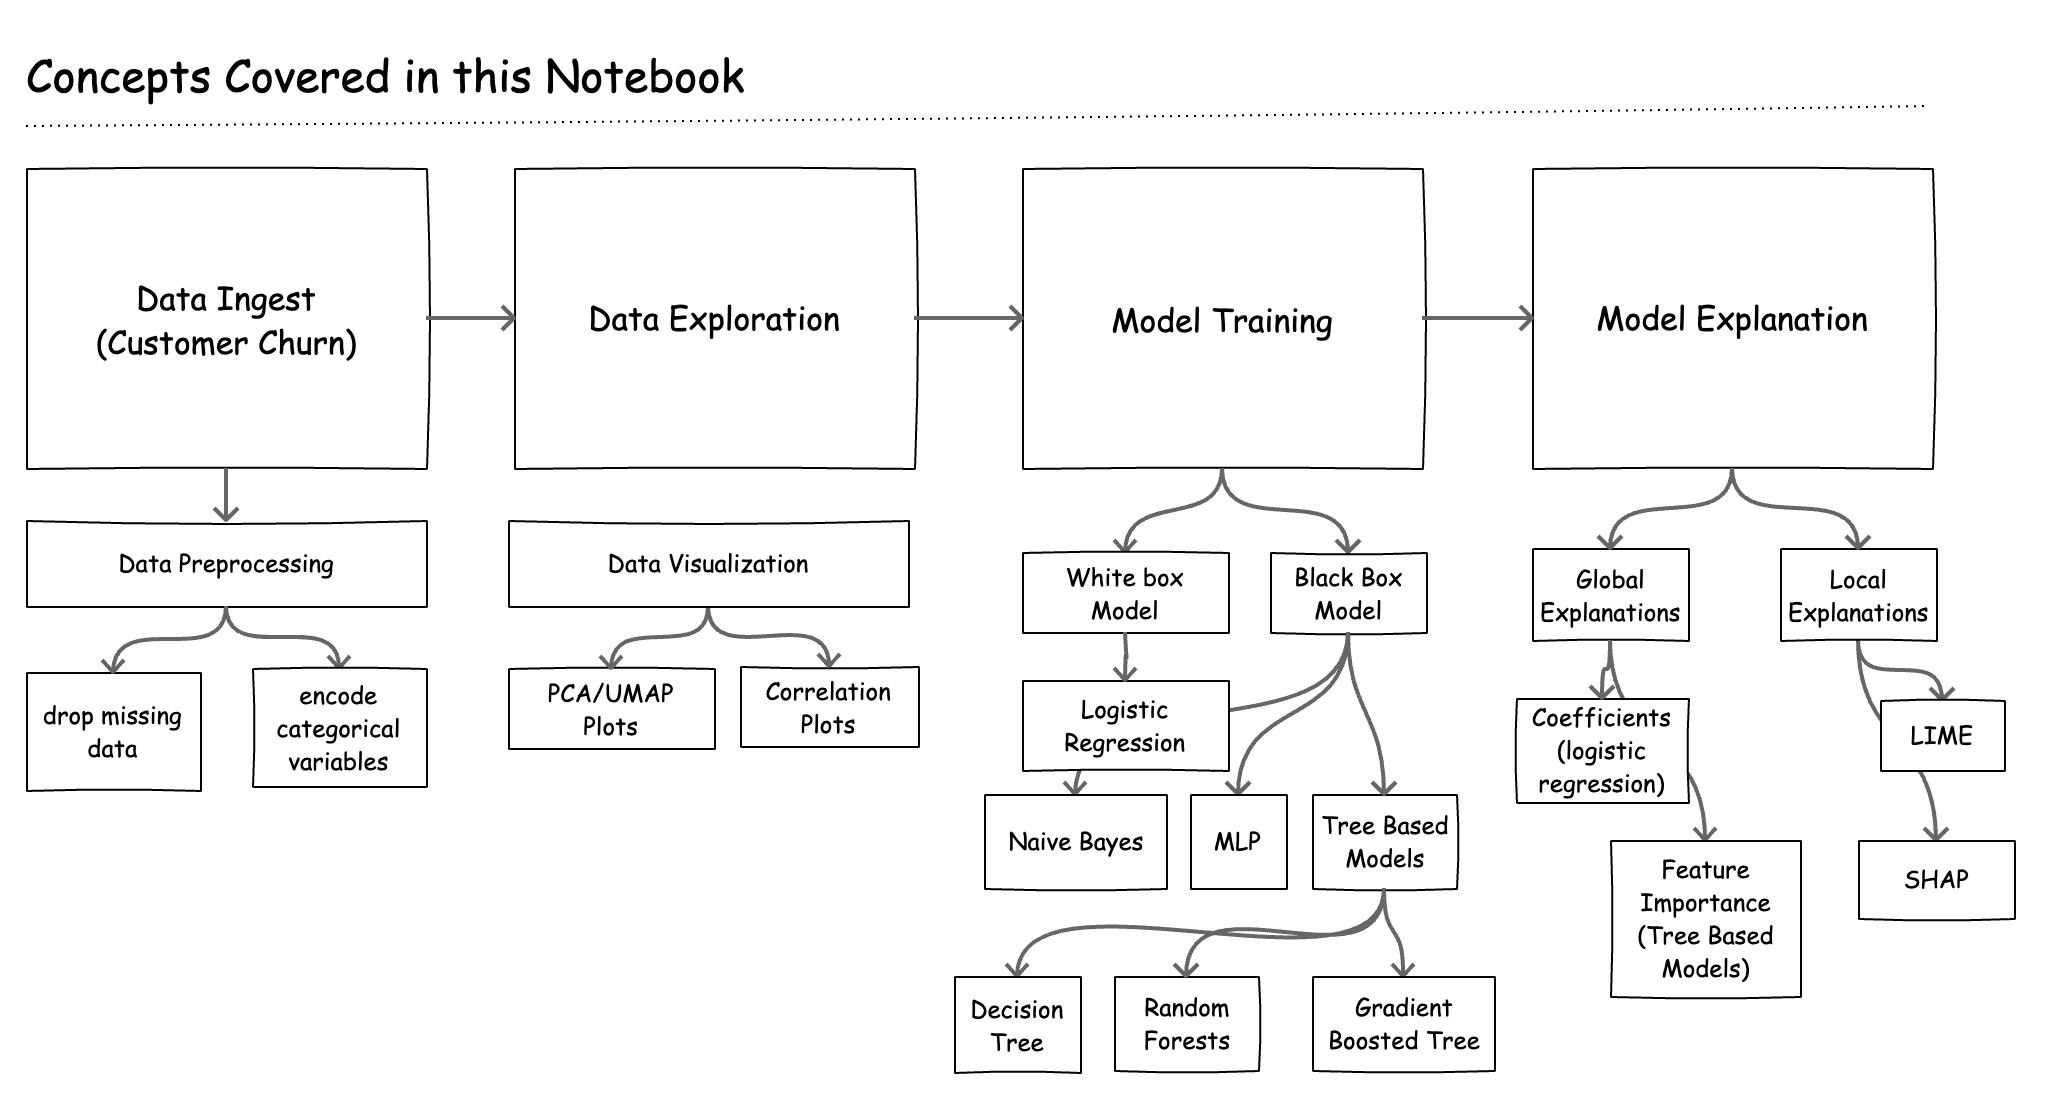 Concepts Covered in this Notebook
Data Ingest
(Customer Churn)
Data Exploration
Model Training
Model Explanation
Data Preprocessing
drop missing
data
encode
categorical
variables
Data Visualization
PCA/UMAP
Plots
Correlation
Plots
White box
Model
Black Box
Model
Logistic
Regression
Naive Bayes
MLP
Tree Based
Models
Decision
Tree
Random
Forests
Gradient
Boosted Tree
Global
Explanations
Local
Explanations
Coefficients
(logistic
regression)
Feature
Importance
(Tree Based
Models)
LIME
SHAP